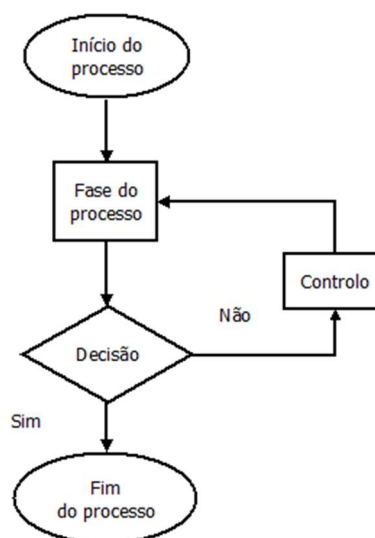 Início do
processo
Fase do
processo
Controlo
Não
Decisão
Sim
Fim
do processo